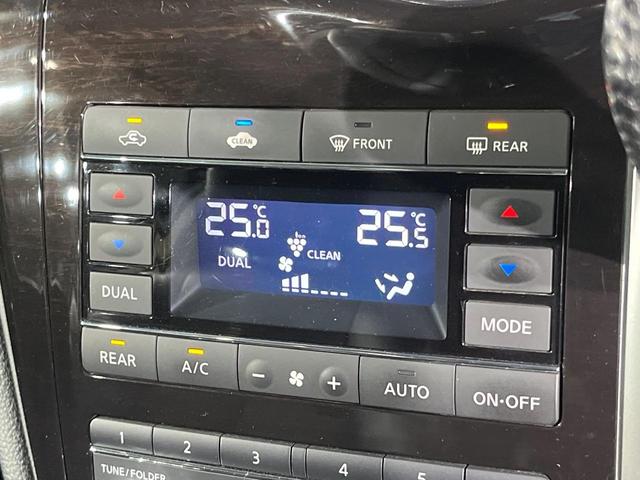 CLEAN FRONT REAR
25.0°C 25.5°C
ion
CLEAN
DUAL
DUAL
MODE
REAR A/C − + AUTO ON·OFF
1 2 3 4 5
TUNE/FOLDER